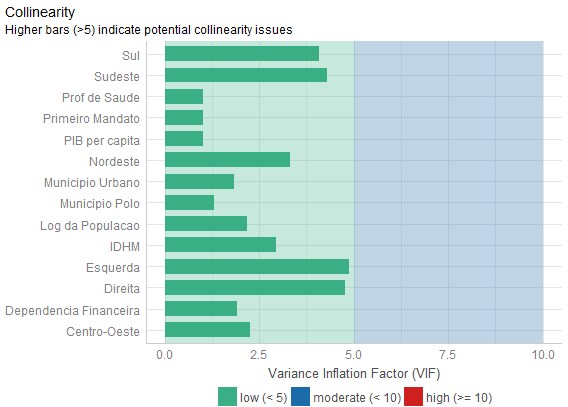 Collinearity
Higher bars (>5) indicate potential collinearity issues
Sul
Sudeste
Prof de Saude
Primeiro Mandato
PIB per capita
Nordeste
Municipio Urbano
Municipio Polo
Log da Populacao
IDHM
Esquerda
Direita
Dependencia Financeira
Centro-Oeste
0.0 2.5 5.0 7.5 10.0
Variance Inflation Factor (VIF)
low (< 5) moderate (< 10) high (>= 10)